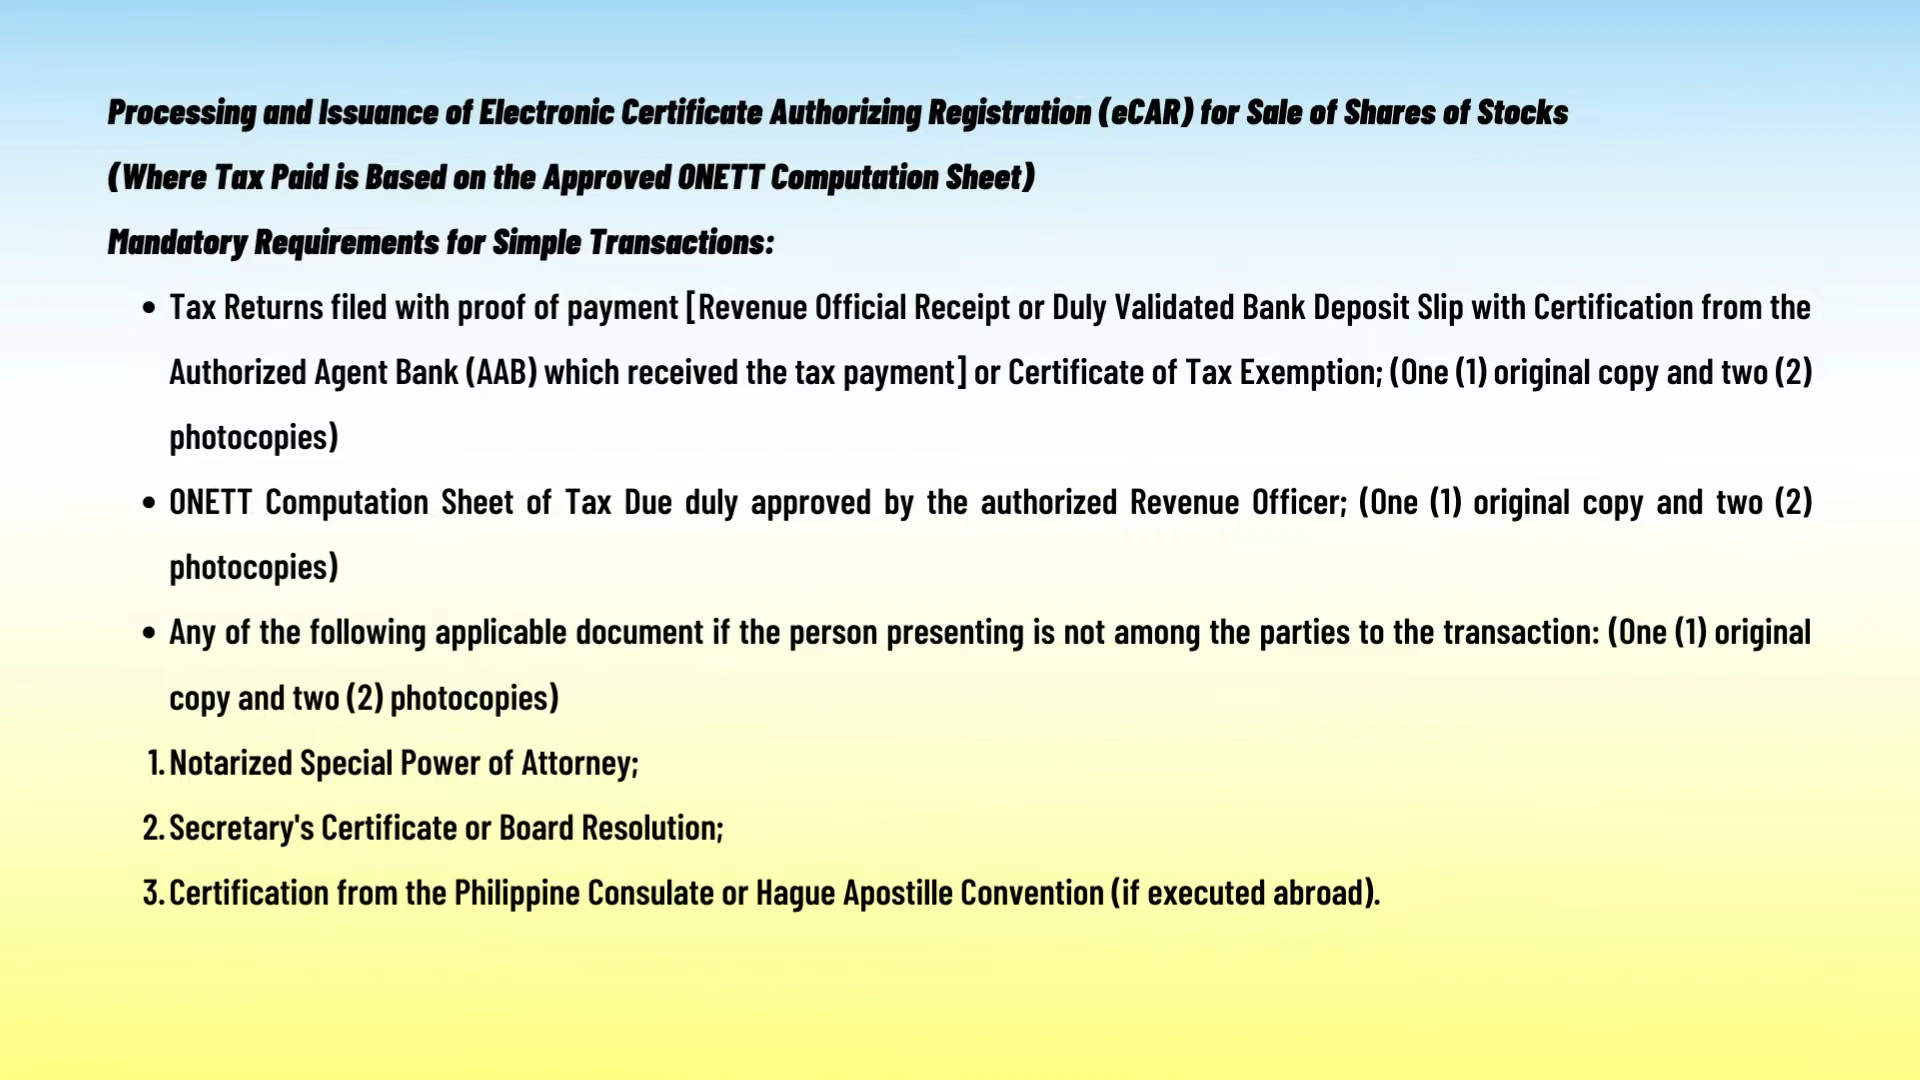 Processing and Issuance of Electronic Certificate Authorizing Registration (eCAR) for Sale of Shares of Stocks
(Where Tax Paid is Based on the Approved ONETT Computation Sheet)
Mandatory Requirements for Simple Transactions:
• Tax Returns filed with proof of payment [Revenue Official Receipt or Duly Validated Bank Deposit Slip with Certification from the
Authorized Agent Bank (AAB) which received the tax payment] or Certificate of Tax Exemption; (One (1) original copy and two (2)
photocopies)
• ONETT Computation Sheet of Tax Due duly approved by the authorized Revenue Officer; (One (1) original copy and two (2)
photocopies)
• Any of the following applicable document if the person presenting is not among the parties to the transaction: (One (1) original
copy and two (2) photocopies)
1. Notarized Special Power of Attorney;
2. Secretary's Certificate or Board Resolution;
3. Certification from the Philippine Consulate or Hague Apostille Convention (if executed abroad).